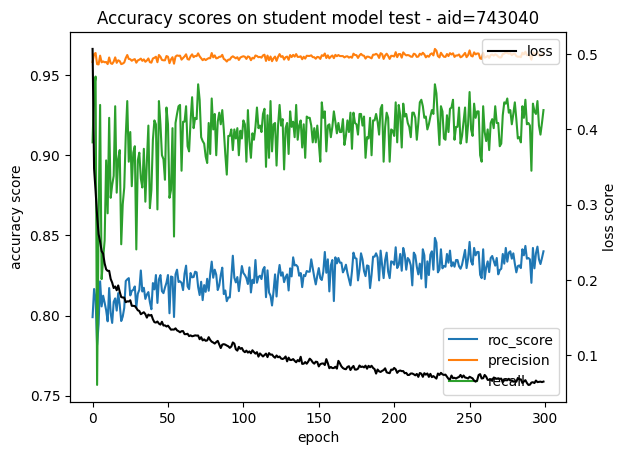 Accuracy scores on student model test - aid=743040
loss
0.95
0.90
0.85
0.80
0.75
accuracy score
0.5
0.4
0.3
0.2
0.1
loss score
roc_score
precision
recall
0
50
100
150
200
250
300
epoch